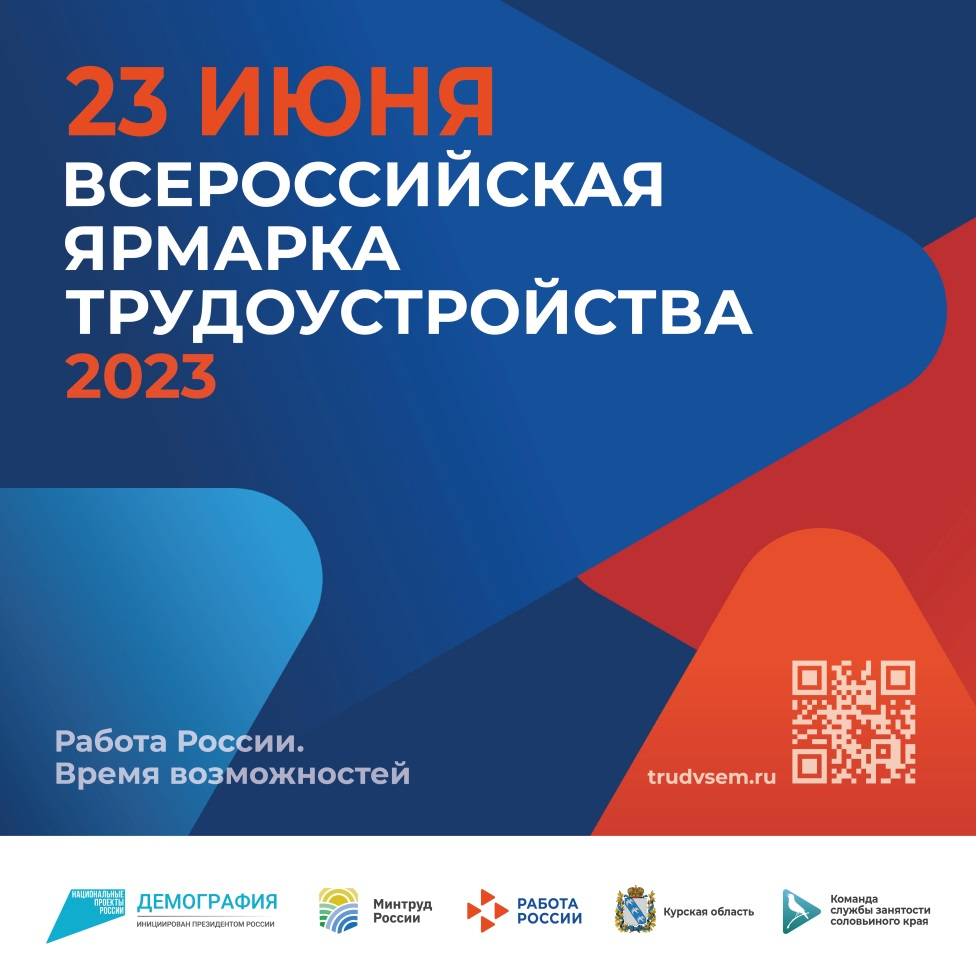 23 ИЮНЯ
ВСЕРОССИЙСКАЯ
ЯРМАРКА
ТРУДОУСТРОЙСТВА
2023
Работа России.
Время возможностей
trudvsem.ru
НАЦИОНАЛЬНЫЕ
ПРОЕКТЫ
РОССИИ
ДЕМОГРАФИЯ
ИНИЦИИРОВАН ПРЕЗИДЕНТОМ РОССИИ
Минтруд
России
РАБОТА
РОССИИ
Курская область
Команда
службы занятости
соловьиного края